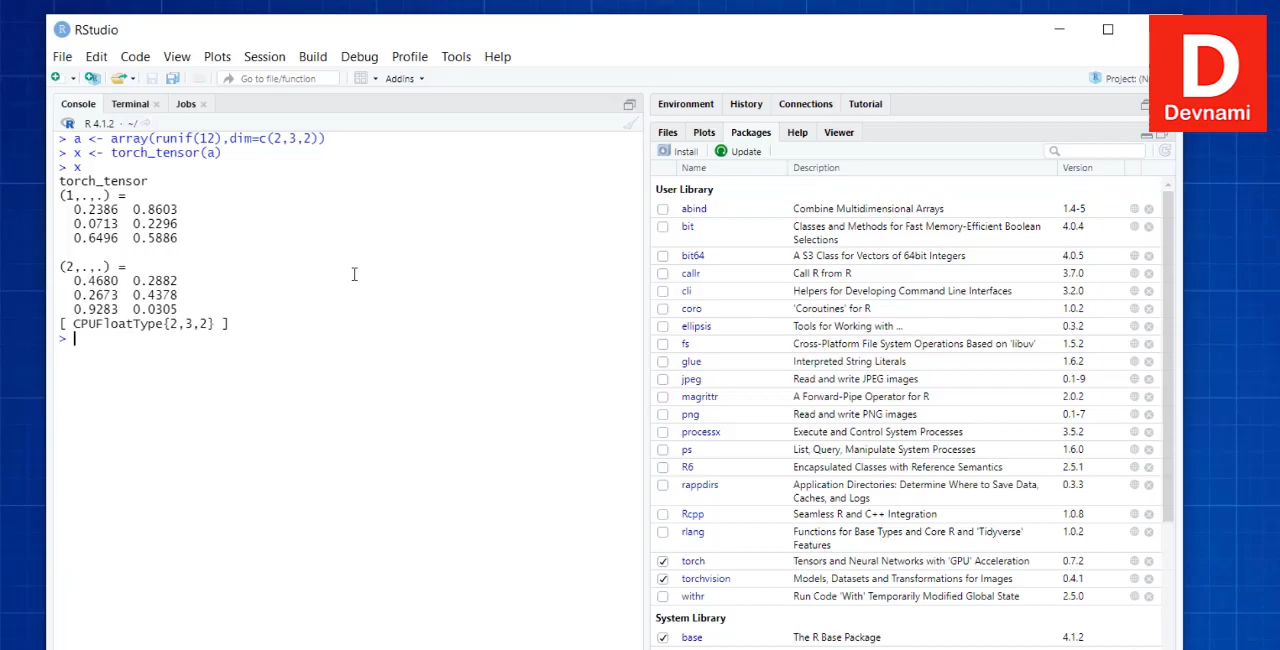 RStudio
D
Devnami
File Edit Code View Plots Session Build Debug Profile Tools Help
Go to file/function Addins Project: (N
Console Terminal Jobs
R 4.1.2 · ~/
> a <- array(runif(12),dim=c(2,3,2))
> x <- torch_tensor(a)
> x
torch_tensor
(1,.,.) =
0.2386 0.8603
0.0713 0.2296
0.6496 0.5886
(2,.,.) =
0.4680 0.2882
0.2673 0.4378
0.9283 0.0305
[ CPUFloatType{2,3,2} ]
>
Environment History Connections Tutorial
Files Plots Packages Help Viewer
Install Update
Name Description Version
User Library
abind Combine Multidimensional Arrays 1.4-5
bit Classes and Methods for Fast Memory-Efficient Boolean 4.0.4
Selections
bit64 A S3 Class for Vectors of 64bit Integers 4.0.5
callr Call R from R 3.7.0
cli Helpers for Developing Command Line Interfaces 3.2.0
coro 'Coroutines' for R 1.0.2
ellipsis Tools for Working with ... 0.3.2
fs Cross-Platform File System Operations Based on 'libuv' 1.5.2
glue Interpreted String Literals 1.6.2
jpeg Read and write JPEG images 0.1-9
magrittr A Forward-Pipe Operator for R 2.0.2
png Read and write PNG images 0.1-7
processx Execute and Control System Processes 3.5.2
ps List, Query, Manipulate System Processes 1.6.0
R6 Encapsulated Classes with Reference Semantics 2.5.1
rappdirs Application Directories: Determine Where to Save Data, 0.3.3
Caches, and Logs
Rcpp Seamless R and C++ Integration 1.0.8
rlang Functions for Base Types and Core R and 'Tidyverse' 1.0.2
Features
torch Tensors and Neural Networks with 'GPU' Acceleration 0.7.2
torchvision Models, Datasets and Transformations for Images 0.4.1
withr Run Code 'With' Temporarily Modified Global State 2.5.0
System Library
base The R Base Package 4.1.2